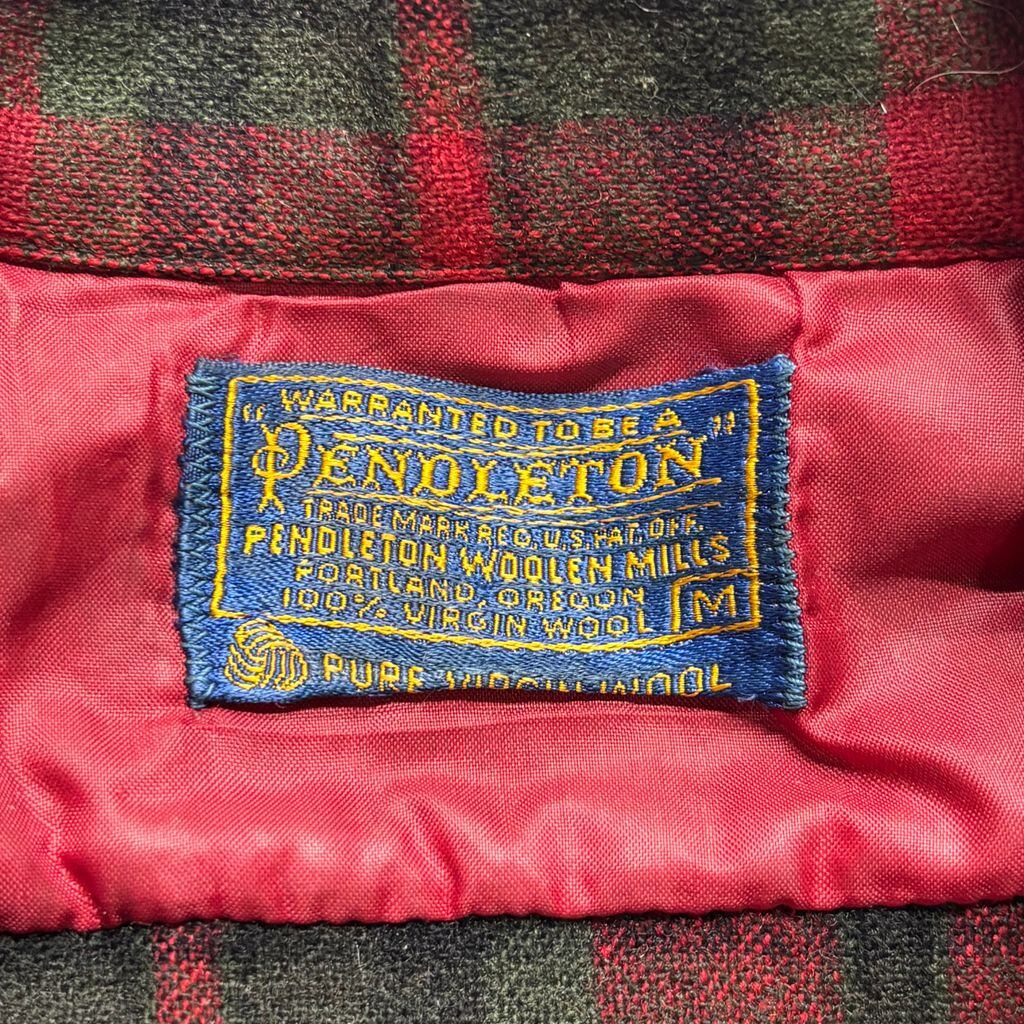 WARRANTED TO BE A
"PENDLETON"
TRADE MARK REG. U.S. PAT. OFF.
PENDLETON WOOLEN MILLS
PORTLAND, OREGON
100% VIRGIN WOOL
M
PURE VIRGIN WOOL